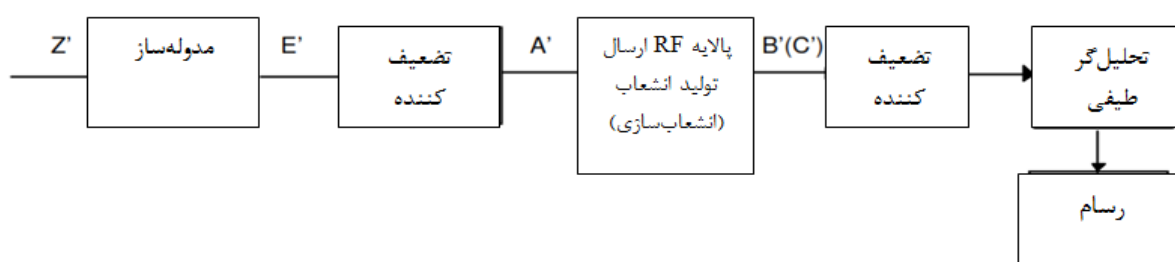 Z'
مدوله‌ساز
E'
تضعیف
کننده
A'
پالایه RF ارسال
تولید انشعاب
(انشعاب‌سازی)
B'(C')
تضعیف
کننده
تحلیل‌گر
طیفی
رسام